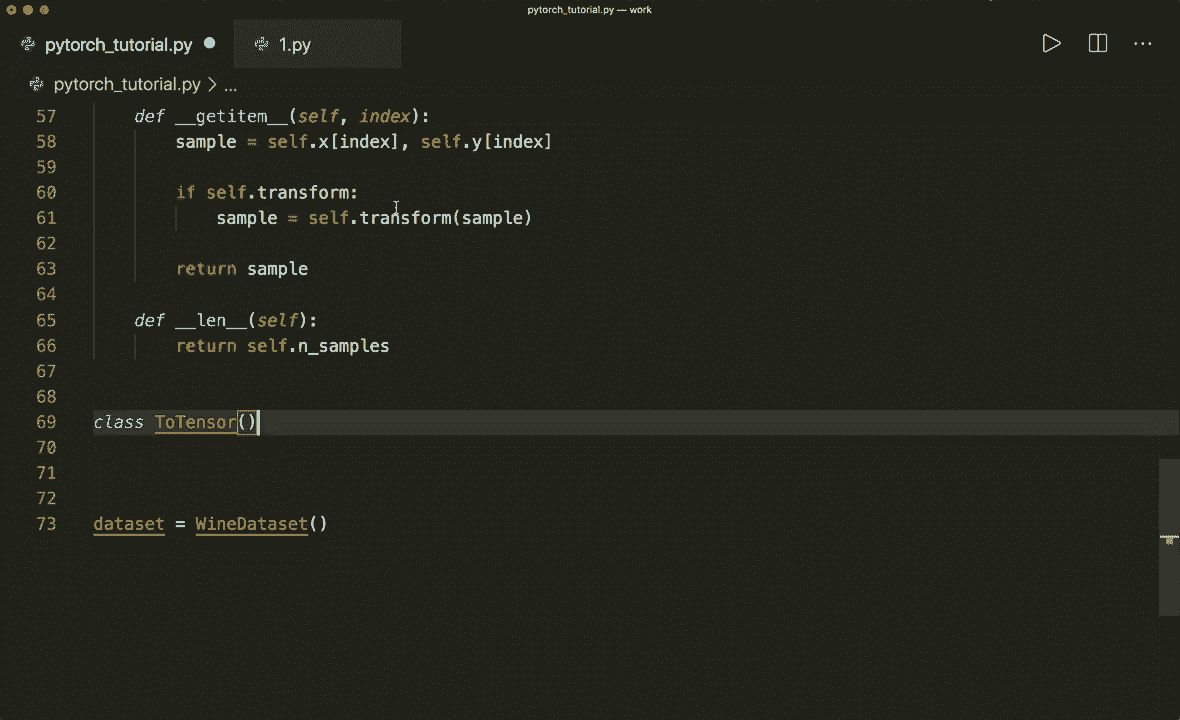 pytorch_tutorial.py — work
pytorch_tutorial.py 1.py
pytorch_tutorial.py > ...
57 def __getitem__(self, index):
58 sample = self.x[index], self.y[index]
59
60 if self.transform:
61 sample = self.transform(sample)
62
63 return sample
64
65 def __len__(self):
66 return self.n_samples
67
68
69 class ToTensor()
70
71
72
73 dataset = WineDataset()